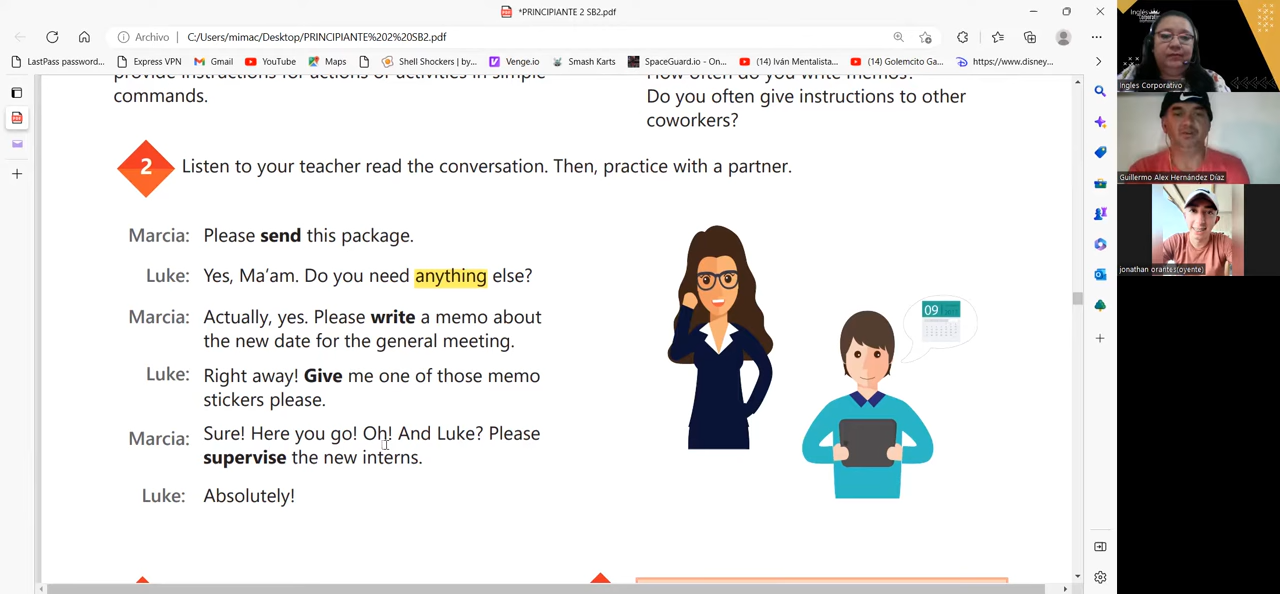 *PRINCIPIANTE 2 SB2.pdf
Archivo
C:/Users/mimac/Desktop/PRINCIPIANTE%202%20SB2.pdf
LastPass password...
Express VPN
Gmail
YouTube
Maps
Shell Shockers | by...
Venge.io
Smash Karts
SpaceGuard.io - On...
(14) Iván Mentalista...
(14) Golemcito Ga...
https://www.disney...
provide instructions for actions or activities in simple
commands.
How often do you write memos?
Do you often give instructions to other
coworkers?
2
Listen to your teacher read the conversation. Then, practice with a partner.
Marcia: Please send this package.
Luke: Yes, Ma'am. Do you need anything else?
Marcia: Actually, yes. Please write a memo about
the new date for the general meeting.
Luke: Right away! Give me one of those memo
stickers please.
Marcia: Sure! Here you go! Oh! And Luke? Please
supervise the new interns.
Luke: Absolutely!
09
Inglés
Corporativo
Ingles Corporativo
Guillermo Alex Hernández Díaz
jonathan orantes(oyente)